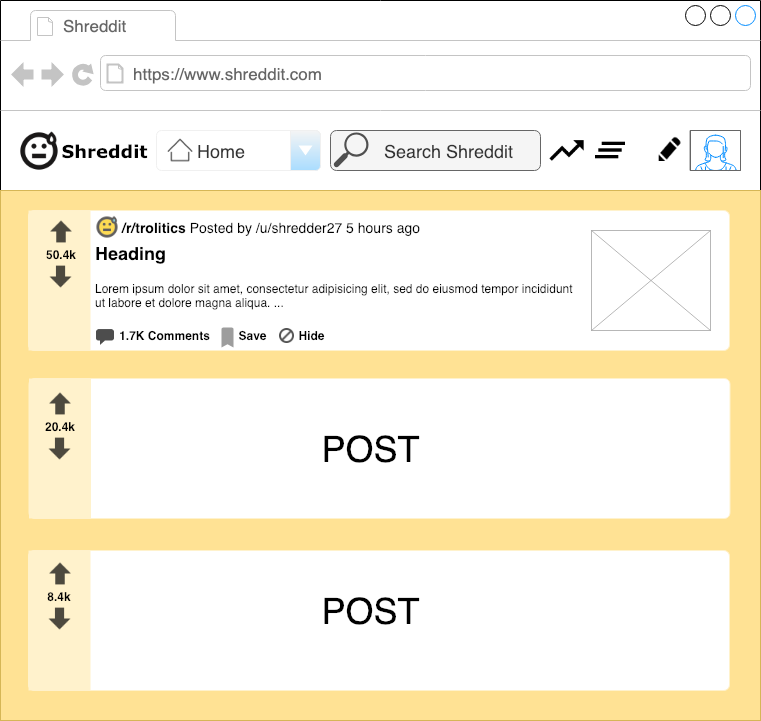 Shreddit
https://www.shreddit.com
Shreddit
Home
Search Shreddit
50.4k
/r/trolitics Posted by /u/shredder27 5 hours ago
Heading
Lorem ipsum dolor sit amet, consectetur adipisicing elit, sed do eiusmod tempor incididunt
ut labore et dolore magna aliqua. ...
1.7K Comments Save Hide
20.4k
POST
8.4k
POST